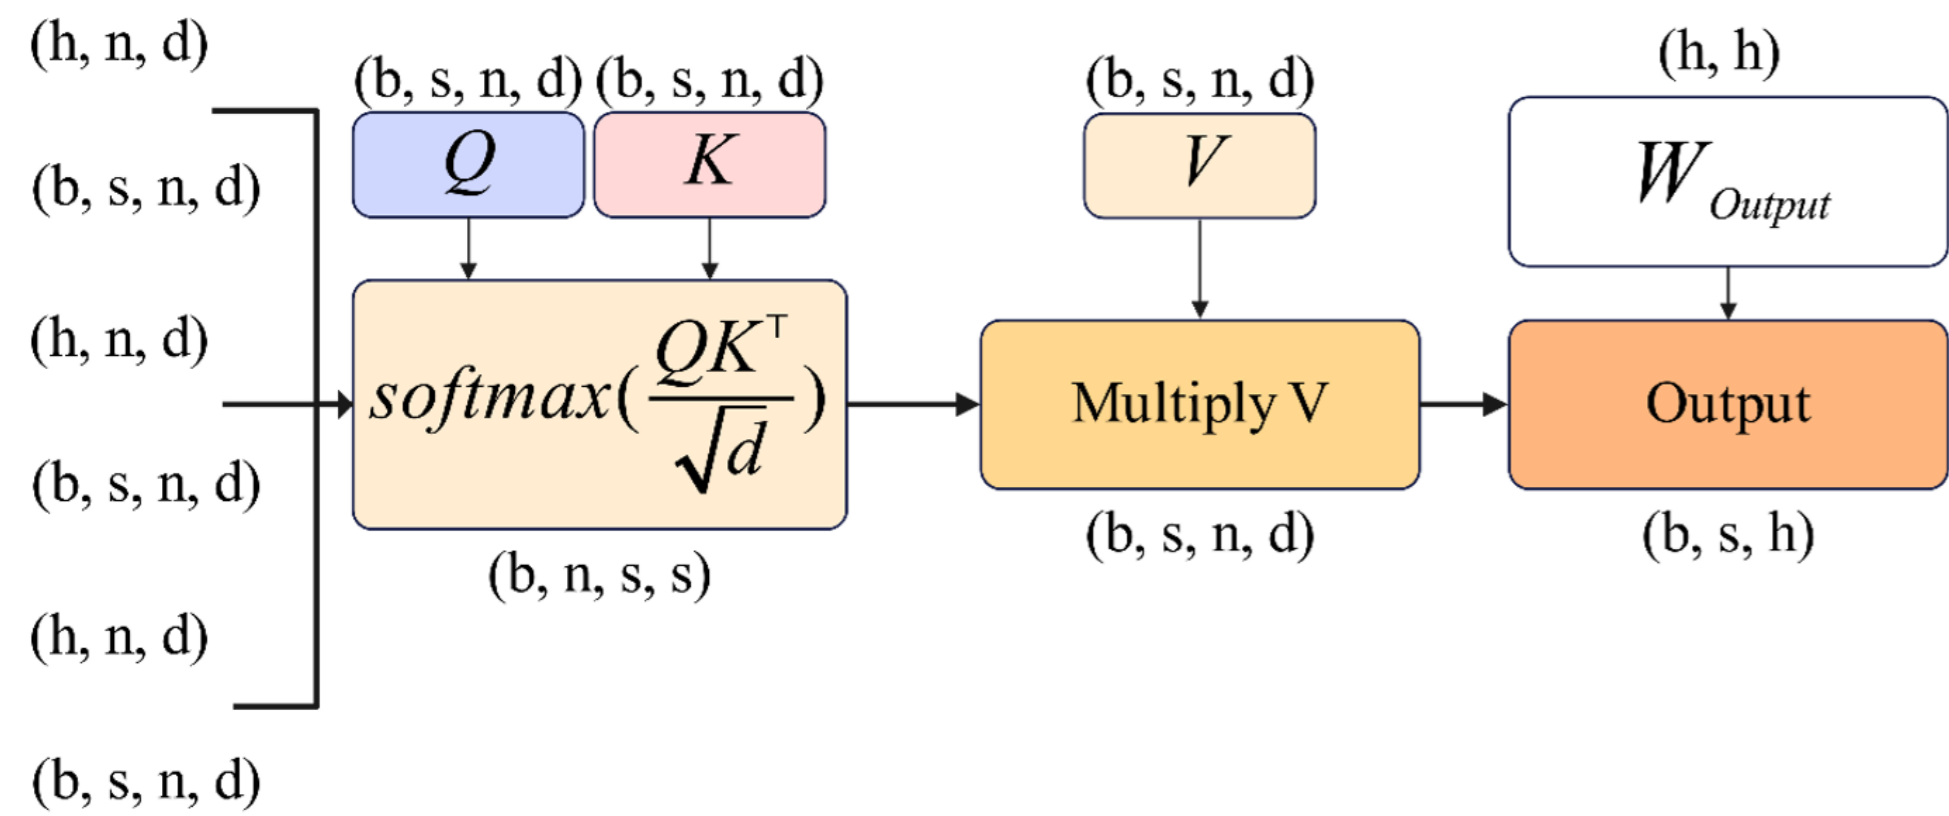 (h, n, d)
(b, s, n, d)
(h, n, d)
(b, s, n, d)
(h, n, d)
(b, s, n, d)
(b, s, n, d) (b, s, n, d)
Q K
softmax(QK⊤/√d)
(b, n, s, s)
(b, s, n, d)
V
Multiply V
(b, s, n, d)
(h, h)
W Output
Output
(b, s, h)